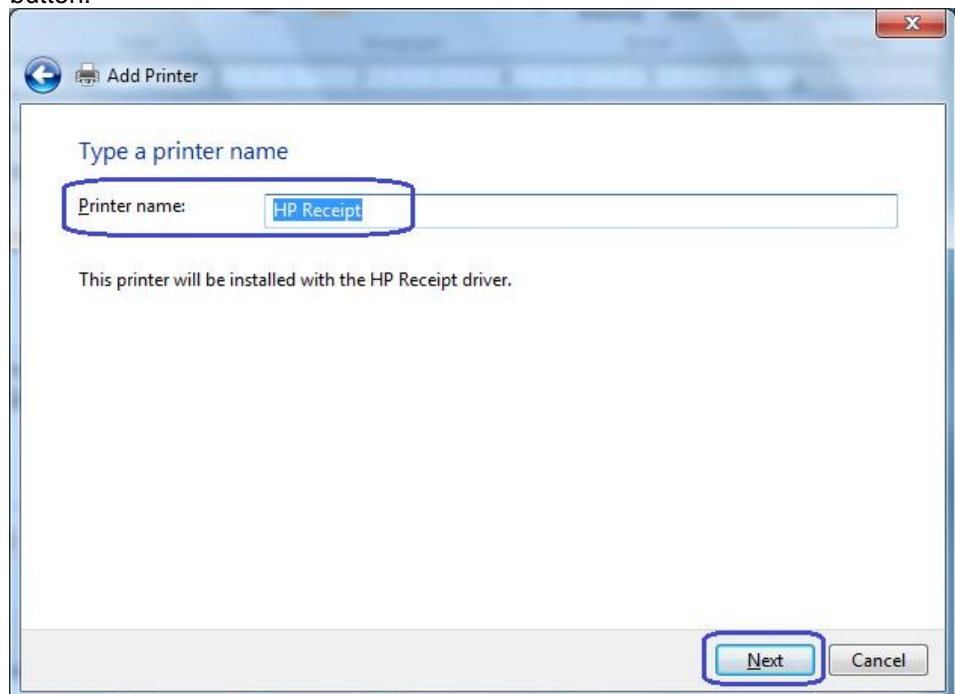 button.
Add Printer
Type a printer name
Printer name: HP Receipt
This printer will be installed with the HP Receipt driver.
Next Cancel